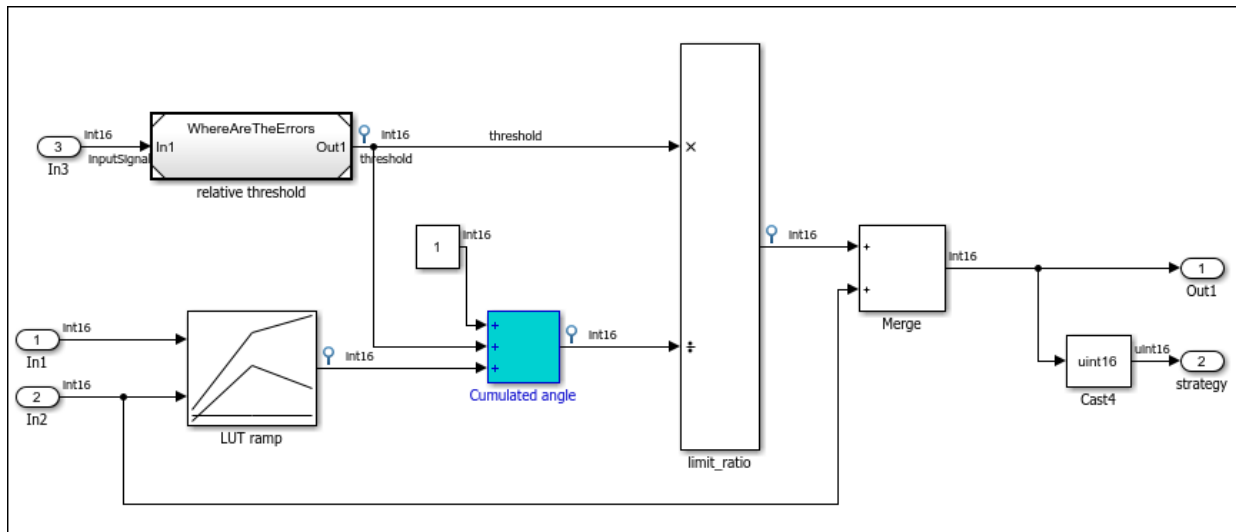 WhereAreTheErrors
int16
3
In1
Out1
int16
threshold
×
In3
InputSignal
threshold
relative threshold
1
int16
int16
+
int16
1
int16
+
Out1
int16
1
In1
+
+
+
int16
÷
Merge
int16
int16
uint16
uint16
2
2
In2
Cumulated angle
Cast4
strategy
LUT ramp
limit_ratio